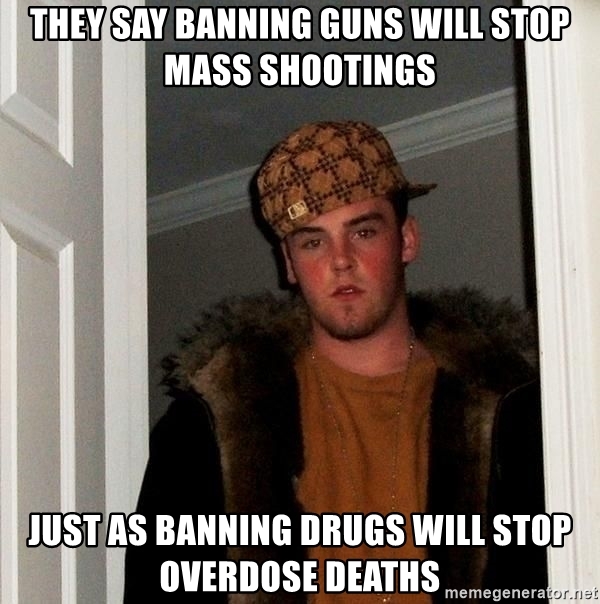 THEY SAY BANNING GUNS WILL STOP
MASS SHOOTINGS
JUST AS BANNING DRUGS WILL STOP
OVERDOSE DEATHS
memegenerator.net